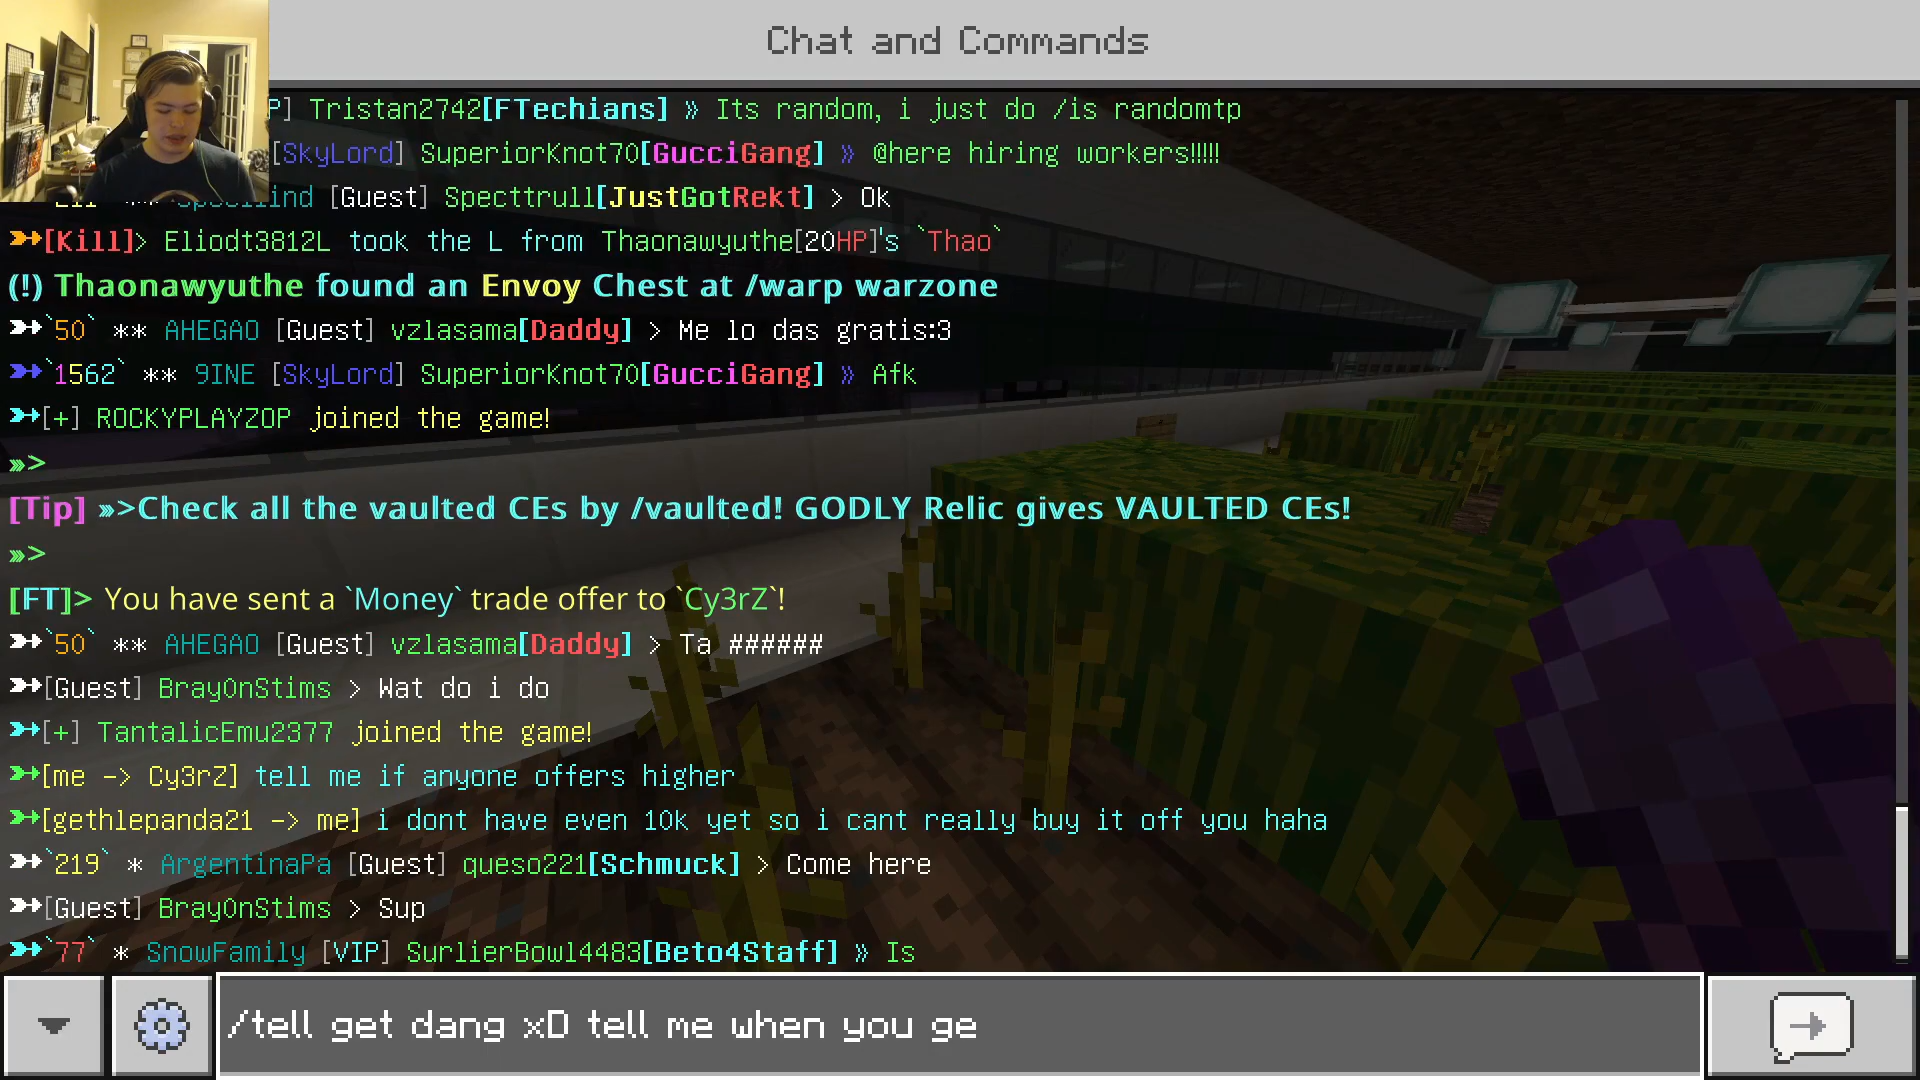 Chat and Commands
P] Tristan2742[FTechians] » Its random, i just do /is randomtp
[SkyLord] SuperiorKnot70[GucciGang] » @here hiring workers!!!!!
[Guest] Specttrull[JustGotRekt] > Ok
[Kill]> Eliodt3812L took the L from Thaonawyuthe[20HP]'s `Thao`
(!) Thaonawyuthe found an Envoy Chest at /warp warzone
`50` ** AHEGAO [Guest] vzlasama[Daddy] > Me lo das gratis:3
`1562` ** 9INE [SkyLord] SuperiorKnot70[GucciGang] » Afk
[+] ROCKYPLAYZOP joined the game!
»>
[Tip] »>Check all the vaulted CEs by /vaulted! GODLY Relic gives VAULTED CEs!
»>
[FT]> You have sent a `Money` trade offer to `Cy3rZ`!
`50` ** AHEGAO [Guest] vzlasama[Daddy] > Ta ######
[Guest] BrayOnStims > Wat do i do
[+] TantalicEmu2377 joined the game!
[me -> Cy3rZ] tell me if anyone offers higher
[gethlepanda21 -> me] i dont have even 10k yet so i cant really buy it off you haha
`219` * ArgentinaPa [Guest] queso221[Schmuck] > Come here
[Guest] BrayOnStims > Sup
`77` * SnowFamily [VIP] SurlierBowl4483[Beto4Staff] » Is
/tell get dang xD tell me when you ge